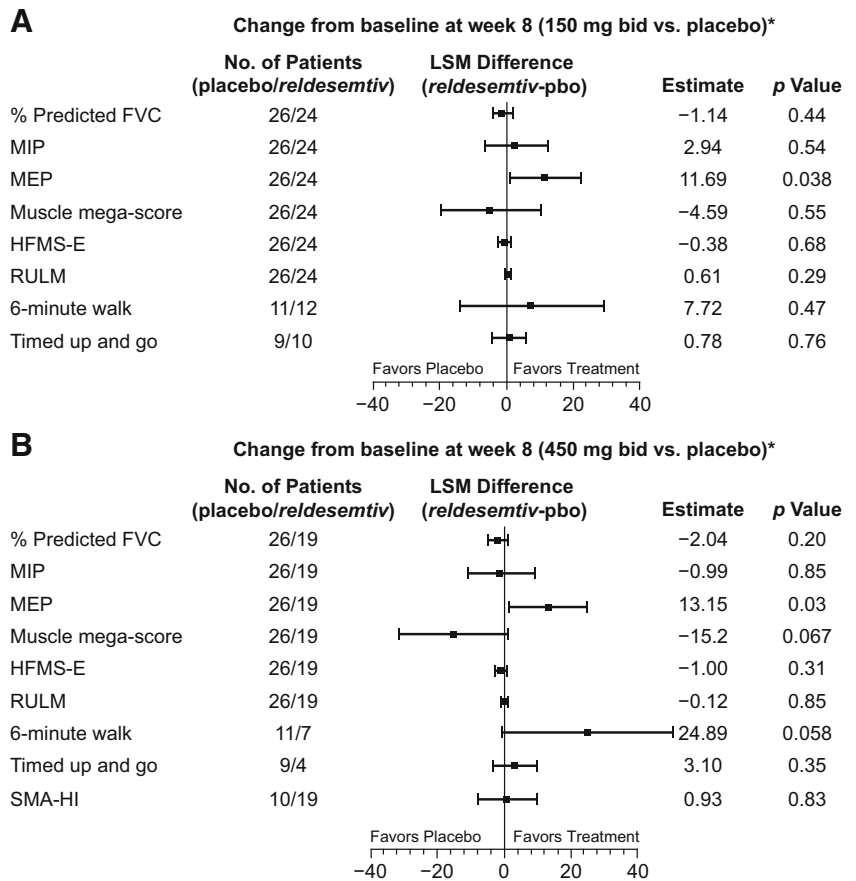 A
Change from baseline at week 8 (150 mg bid vs. placebo)*
No. of Patients LSM Difference
(placebo/reldesemtiv) (reldesemtiv-pbo) Estimate p Value
% Predicted FVC 26/24 −1.14 0.44
MIP 26/24 2.94 0.54
MEP 26/24 11.69 0.038
Muscle mega-score 26/24 −4.59 0.55
HFMS-E 26/24 −0.38 0.68
RULM 26/24 0.61 0.29
6-minute walk 11/12 7.72 0.47
Timed up and go 9/10 0.78 0.76
Favors Placebo Favors Treatment
−40 −20 0 20 40
B
Change from baseline at week 8 (450 mg bid vs. placebo)*
No. of Patients LSM Difference
(placebo/reldesemtiv) (reldesemtiv-pbo) Estimate p Value
% Predicted FVC 26/19 −2.04 0.20
MIP 26/19 −0.99 0.85
MEP 26/19 13.15 0.03
Muscle mega-score 26/19 −15.2 0.067
HFMS-E 26/19 −1.00 0.31
RULM 26/19 −0.12 0.85
6-minute walk 11/7 24.89 0.058
Timed up and go 9/4 3.10 0.35
SMA-HI 10/19 0.93 0.83
Favors Placebo Favors Treatment
−40 −20 0 20 40